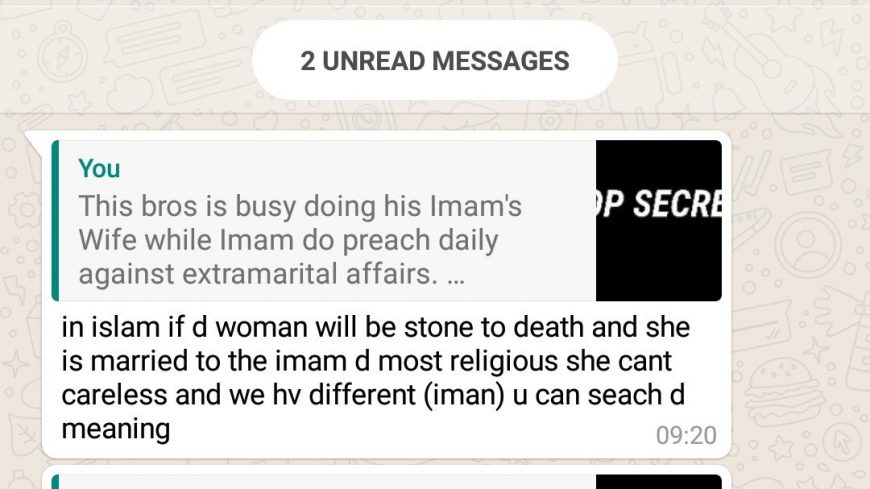 2 UNREAD MESSAGES
You
This bros is busy doing his Imam's
Wife while Imam do preach daily
against extramarital affairs. ...
OP SECRE
in islam if d woman will be stone to death and she
is married to the imam d most religious she cant
careless and we hv different (iman) u can seach d
meaning
09:20